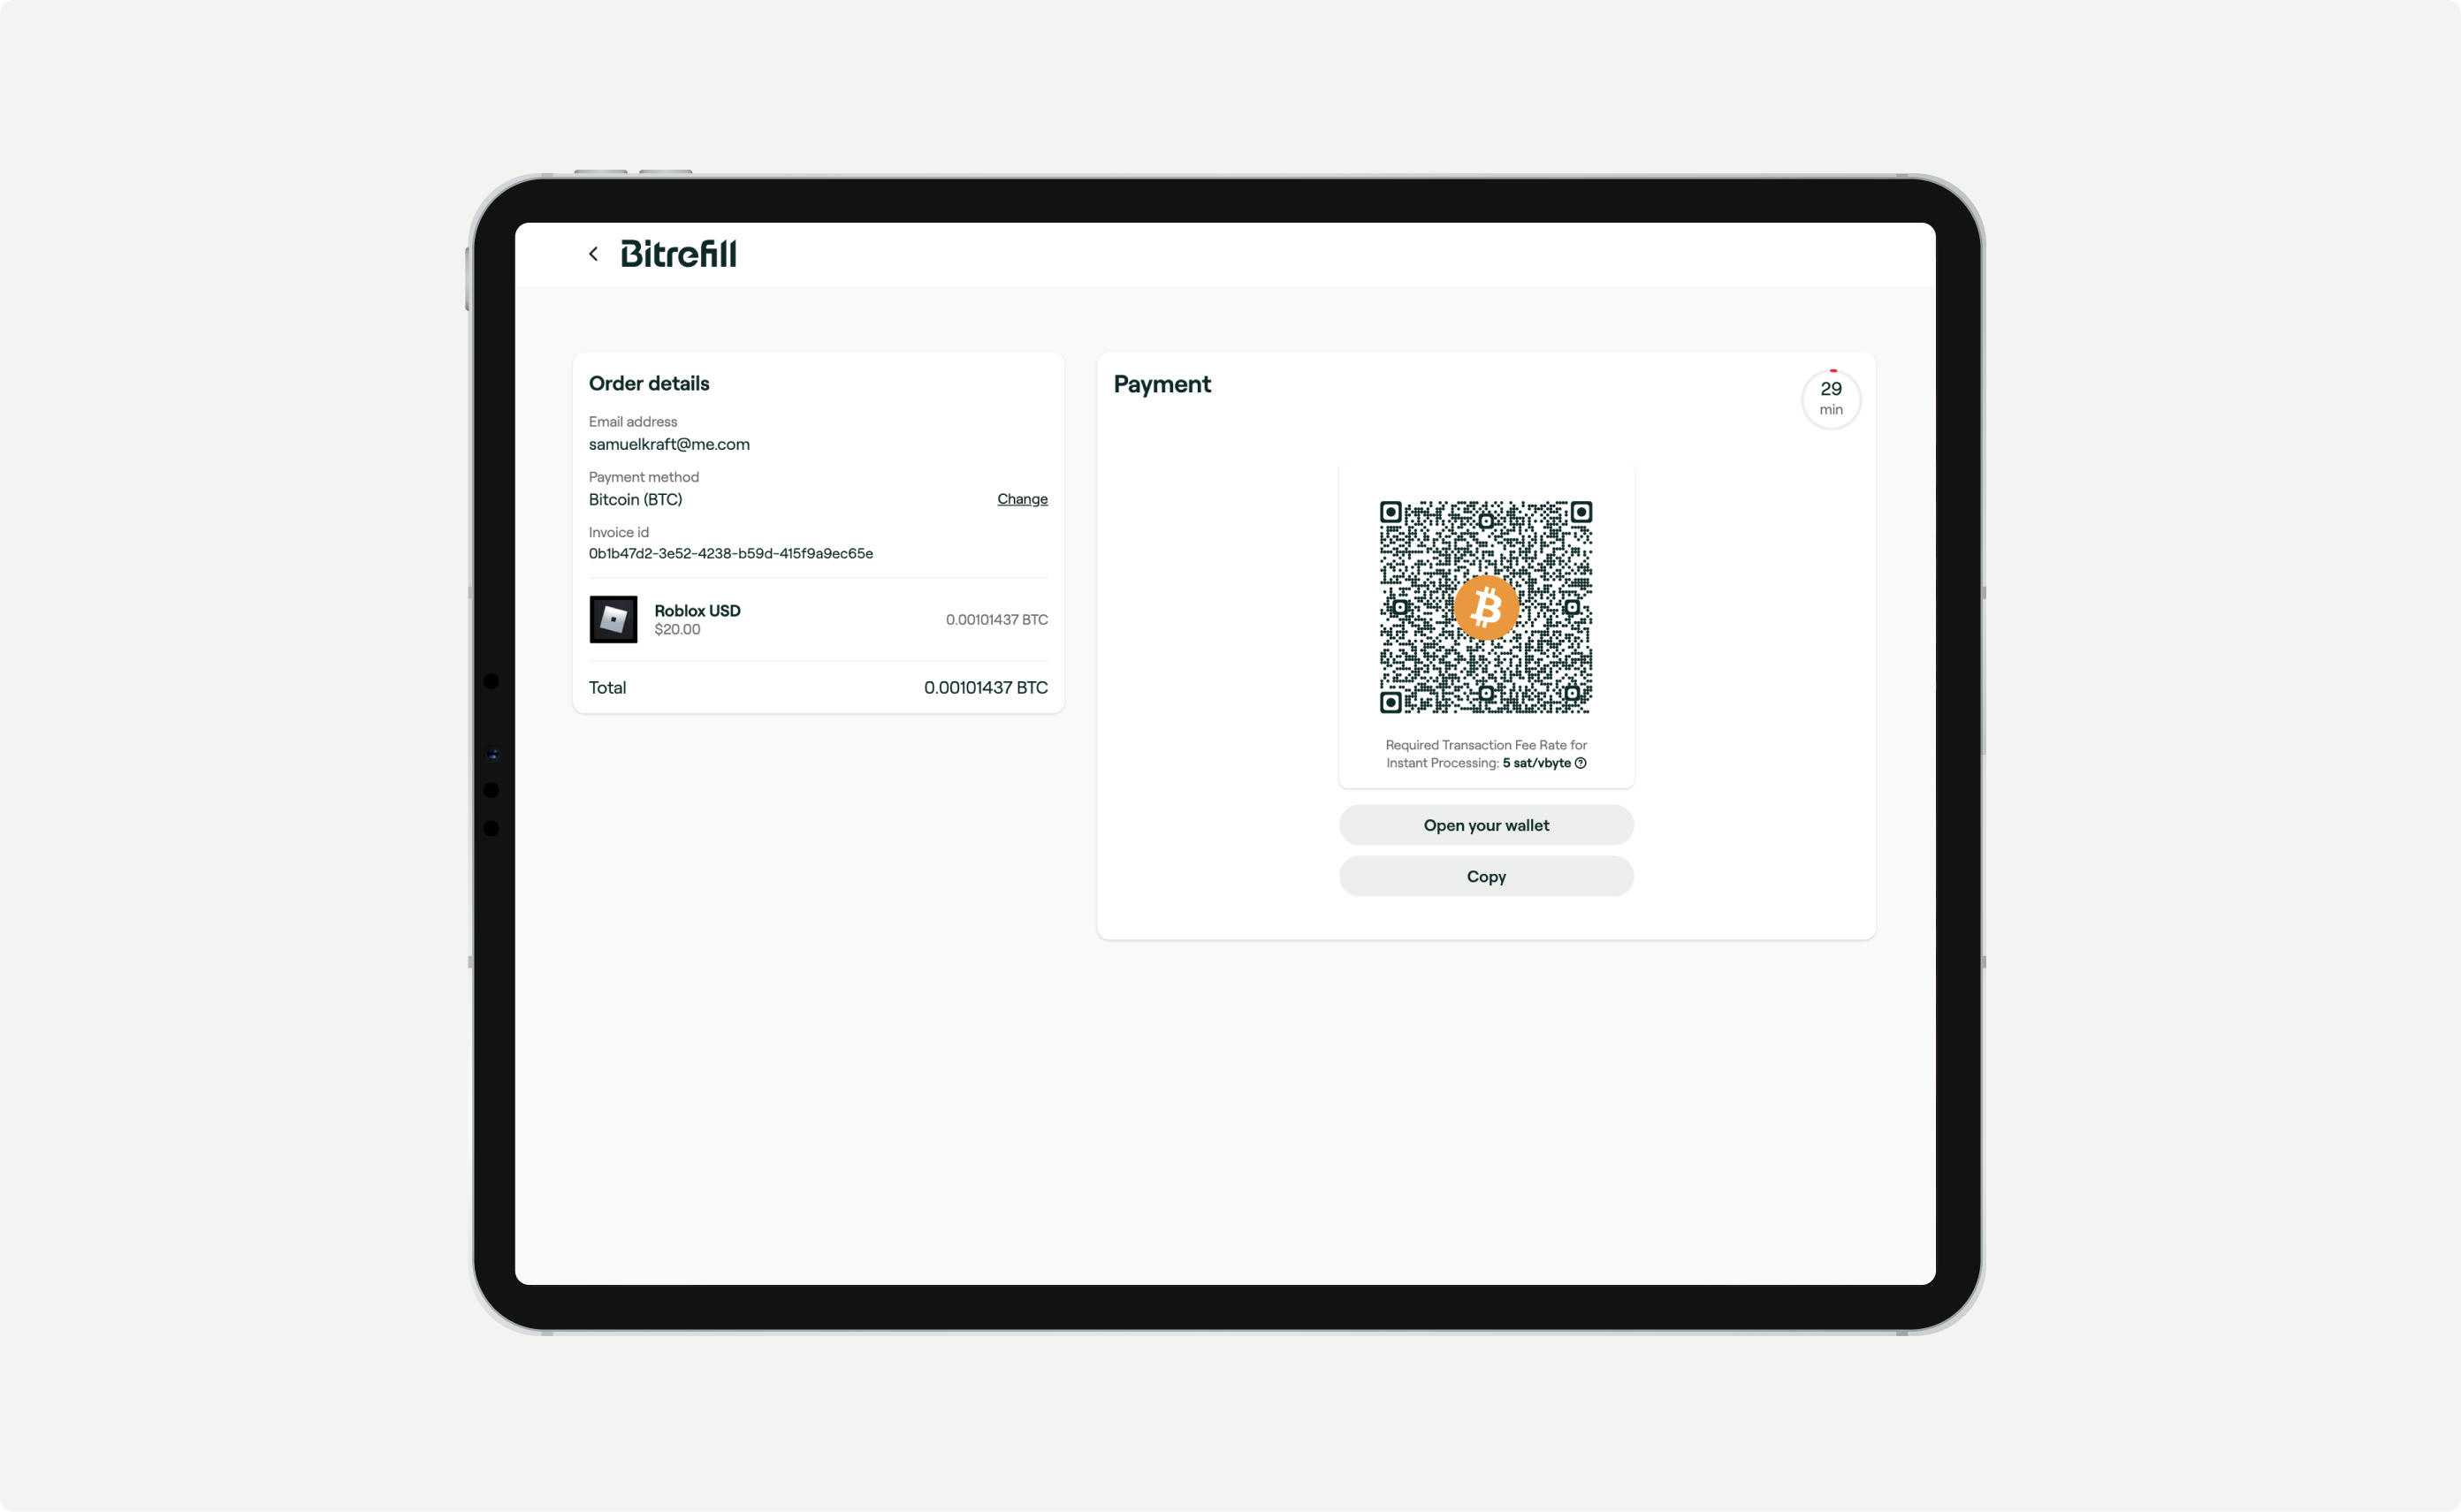 Bitrefill
Order details
Email address
samuelkraft@me.com
Payment method
Bitcoin (BTC)
Change
Invoice id
0b1b47d2-3e52-4238-b59d-415f9a9ec65e
Roblox USD
$20.00
0.00101437 BTC
Total
0.00101437 BTC
Payment
29
min
Required Transaction Fee Rate for
Instant Processing: 5 sat/vbyte
Open your wallet
Copy